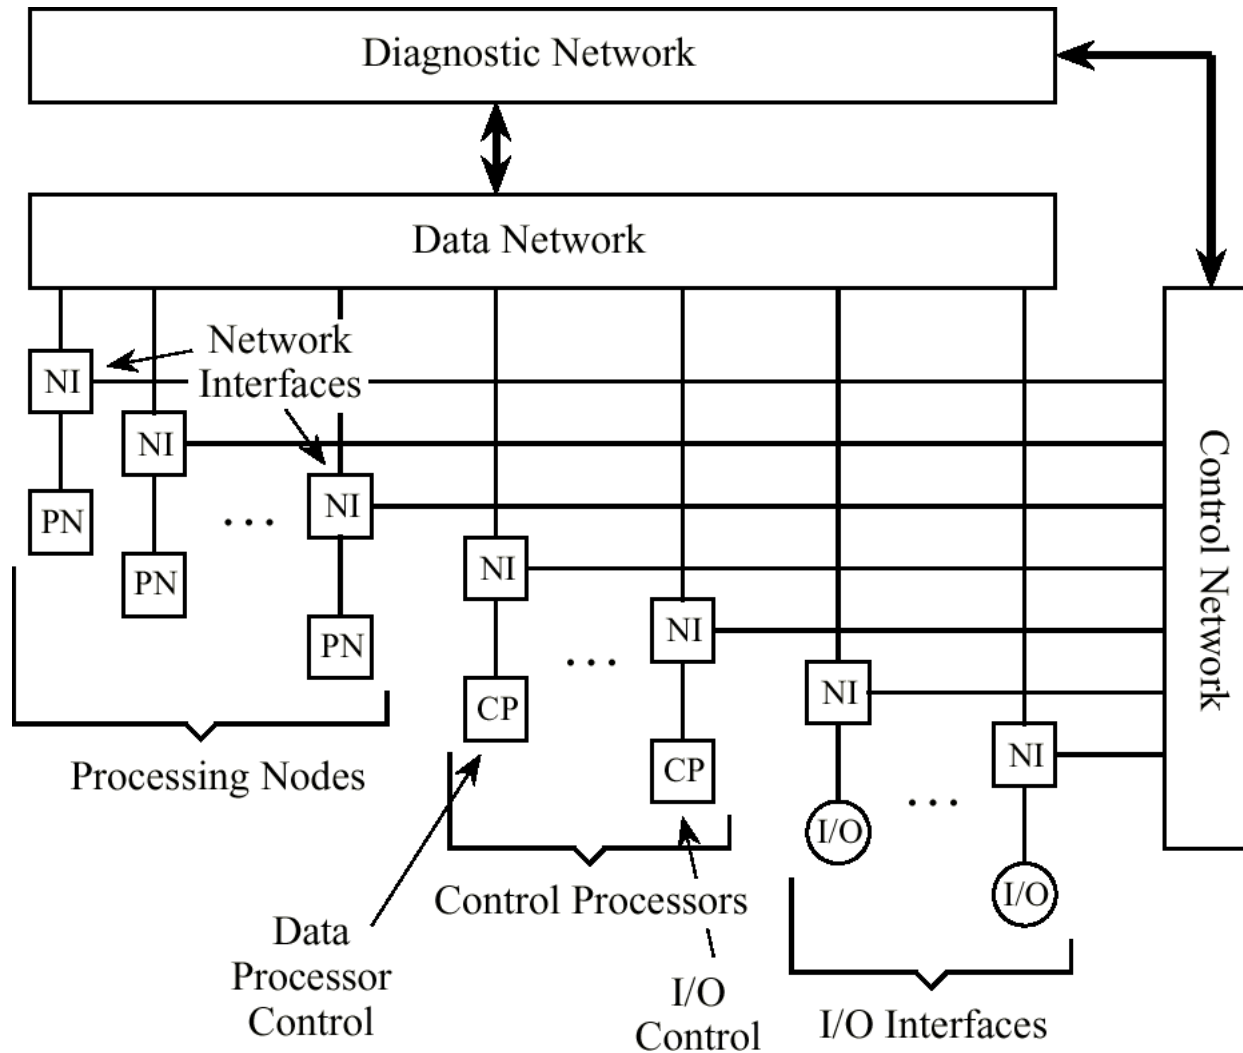 Diagnostic Network
Data Network
Network
Interfaces
NI
NI
NI
PN
PN
PN
...
Processing Nodes
NI
NI
CP
CP
...
Control Processors
Data
Processor
Control
I/O
Control
NI
NI
I/O
I/O
...
I/O Interfaces
Control Network